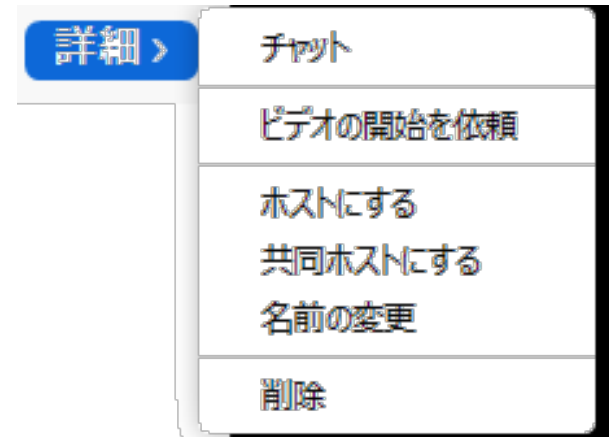 詳細 >
チャット
ビデオの開始を依頼
ホストにする
共同ホストにする
名前の変更
削除